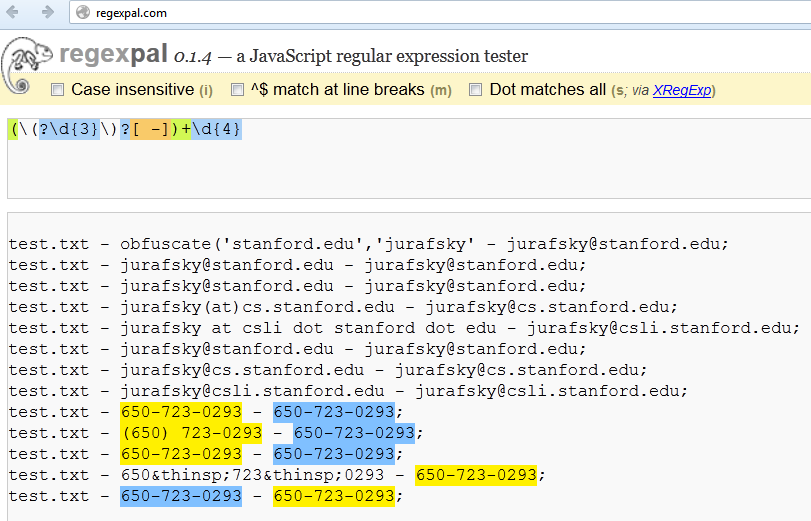 regexpal.com
regexpal 0.1.4 — a JavaScript regular expression tester
Case insensitive (i) ^$ match at line breaks (m) Dot matches all (s; via XRegExp)
(\(?\d{3}\)?[ -])+\d{4}
test.txt - obfuscate('stanford.edu','jurafsky' - jurafsky@stanford.edu;
test.txt - jurafsky@stanford.edu - jurafsky@stanford.edu;
test.txt - jurafsky@stanford.edu - jurafsky@stanford.edu;
test.txt - jurafsky(at)cs.stanford.edu - jurafsky@cs.stanford.edu;
test.txt - jurafsky at csli dot stanford dot edu - jurafsky@csli.stanford.edu;
test.txt - jurafsky@stanford.edu - jurafsky@stanford.edu;
test.txt - jurafsky@cs.stanford.edu - jurafsky@cs.stanford.edu;
test.txt - jurafsky@csli.stanford.edu - jurafsky@csli.stanford.edu;
test.txt - 650-723-0293 - 650-723-0293;
test.txt - (650) 723-0293 - 650-723-0293;
test.txt - 650-723-0293 - 650-723-0293;
test.txt - 650&thinsp;723&thinsp;0293 - 650-723-0293;
test.txt - 650-723-0293 - 650-723-0293;